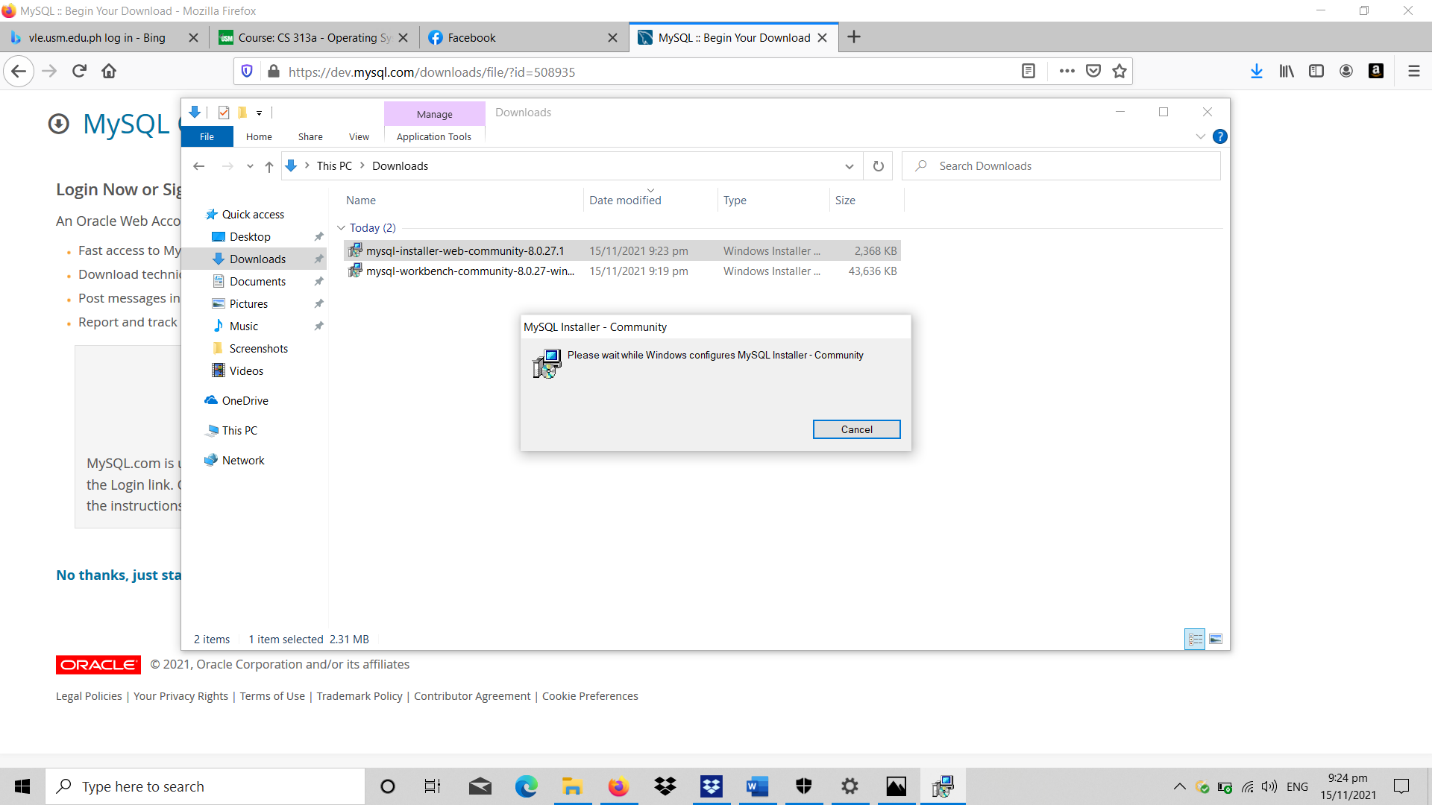 MySQL :: Begin Your Download - Mozilla Firefox
vle.usm.edu.ph log in - Bing
Course: CS 313a - Operating Sy
Facebook
MySQL :: Begin Your Download
https://dev.mysql.com/downloads/file/?id=508935
MySQL
Login Now or Sig
An Oracle Web Acco
Fast access to My
Download technic
Post messages in
Report and track
MySQL.com is u
the Login link. C
the instructions
No thanks, just sta
Manage
Downloads
File
Home
Share
View
Application Tools
This PC
Downloads
Search Downloads
Name
Date modified
Type
Size
Quick access
Desktop
Downloads
Documents
Pictures
Music
Screenshots
Videos
OneDrive
This PC
Network
Today (2)
mysql-installer-web-community-8.0.27.1 15/11/2021 9:23 pm Windows Installer ... 2,368 KB
mysql-workbench-community-8.0.27-win... 15/11/2021 9:19 pm Windows Installer ... 43,636 KB
MySQL Installer - Community
Please wait while Windows configures MySQL Installer - Community
Cancel
2 items 1 item selected 2.31 MB
ORACLE © 2021, Oracle Corporation and/or its affiliates
Legal Policies | Your Privacy Rights | Terms of Use | Trademark Policy | Contributor Agreement | Cookie Preferences
Type here to search
ENG
9:24 pm
15/11/2021